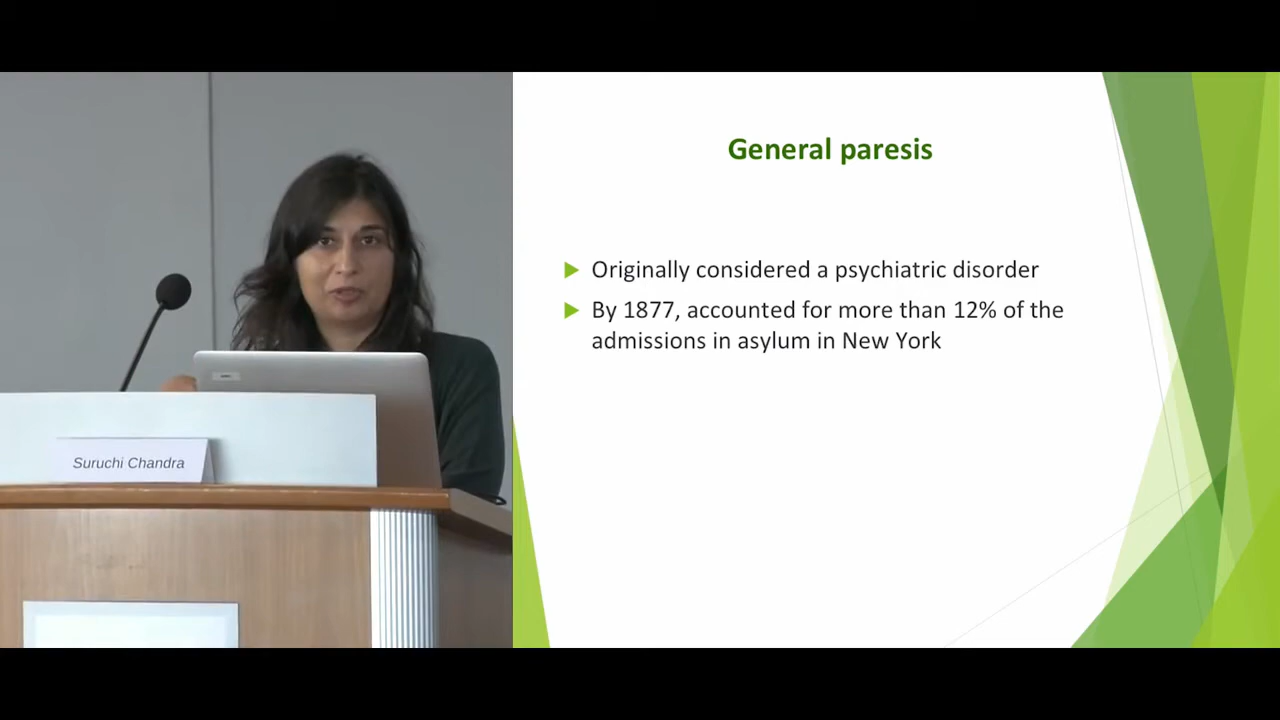 General paresis
Originally considered a psychiatric disorder
By 1877, accounted for more than 12% of the
admissions in asylum in New York
Suruchi Chandra